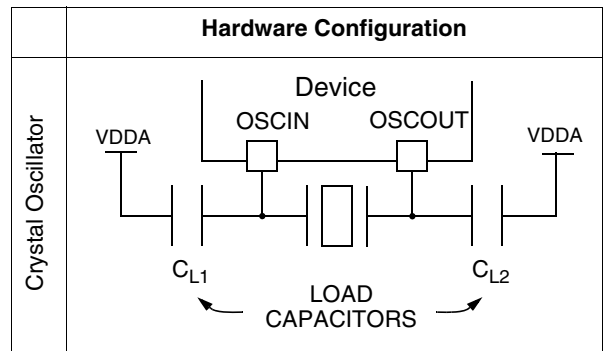 Hardware Configuration
Crystal Oscillator
Device
OSCIN
OSCOUT
VDDA
VDDA
CL1
CL2
LOAD
CAPACITORS